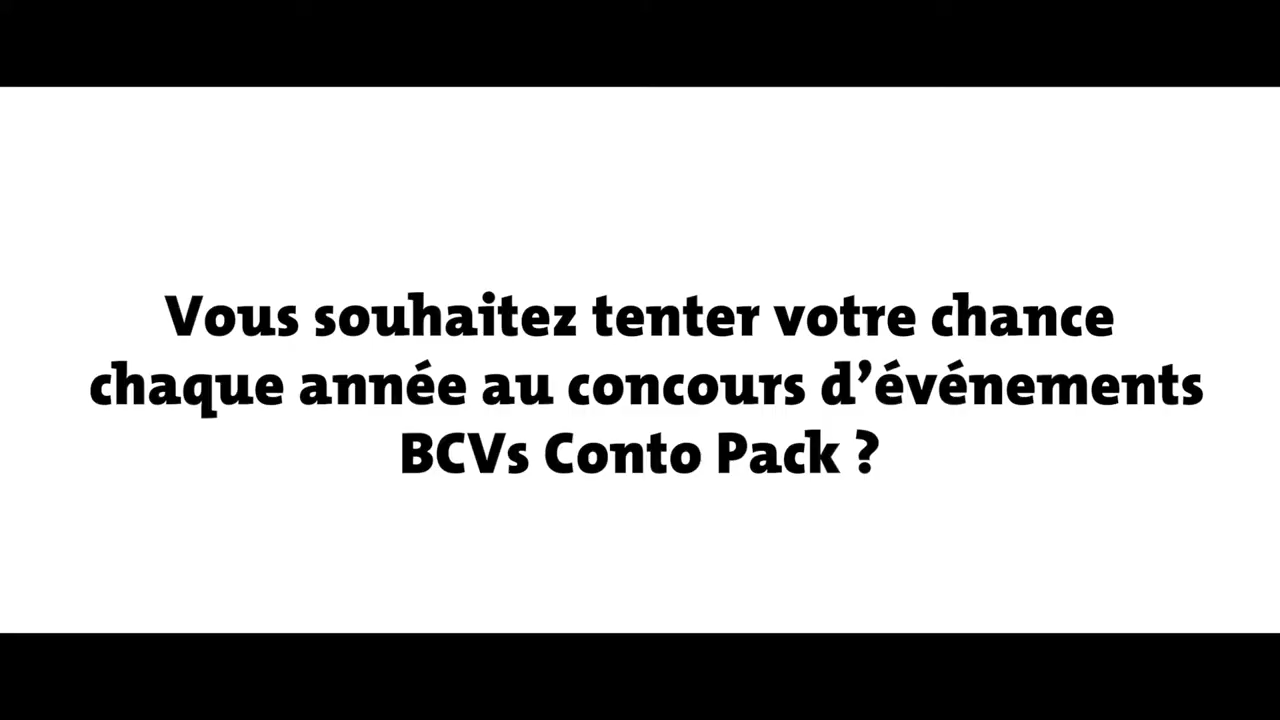 Vous souhaitez tenter votre chance
chaque année au concours d’événements
BCVs Conto Pack ?